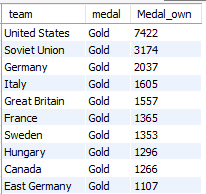 team medal Medal_own
United States Gold 7422
Soviet Union Gold 3174
Germany Gold 2037
Italy Gold 1605
Great Britain Gold 1557
France Gold 1365
Sweden Gold 1353
Hungary Gold 1296
Canada Gold 1266
East Germany Gold 1107